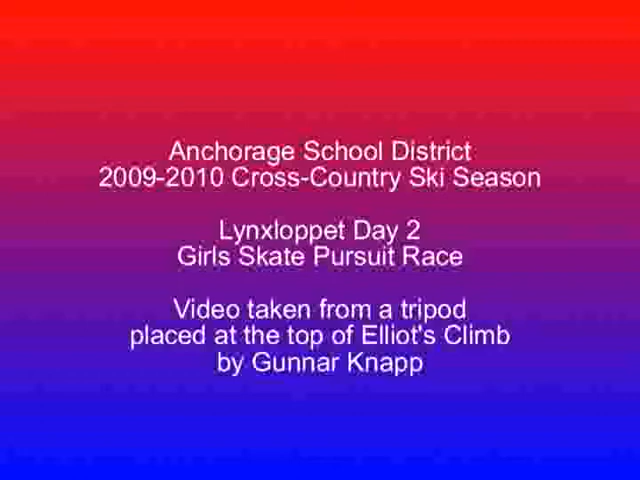 Anchorage School District
2009-2010 Cross-Country Ski Season
Lynxloppet Day 2
Girls Skate Pursuit Race
Video taken from a tripod
placed at the top of Elliot's Climb
by Gunnar Knapp